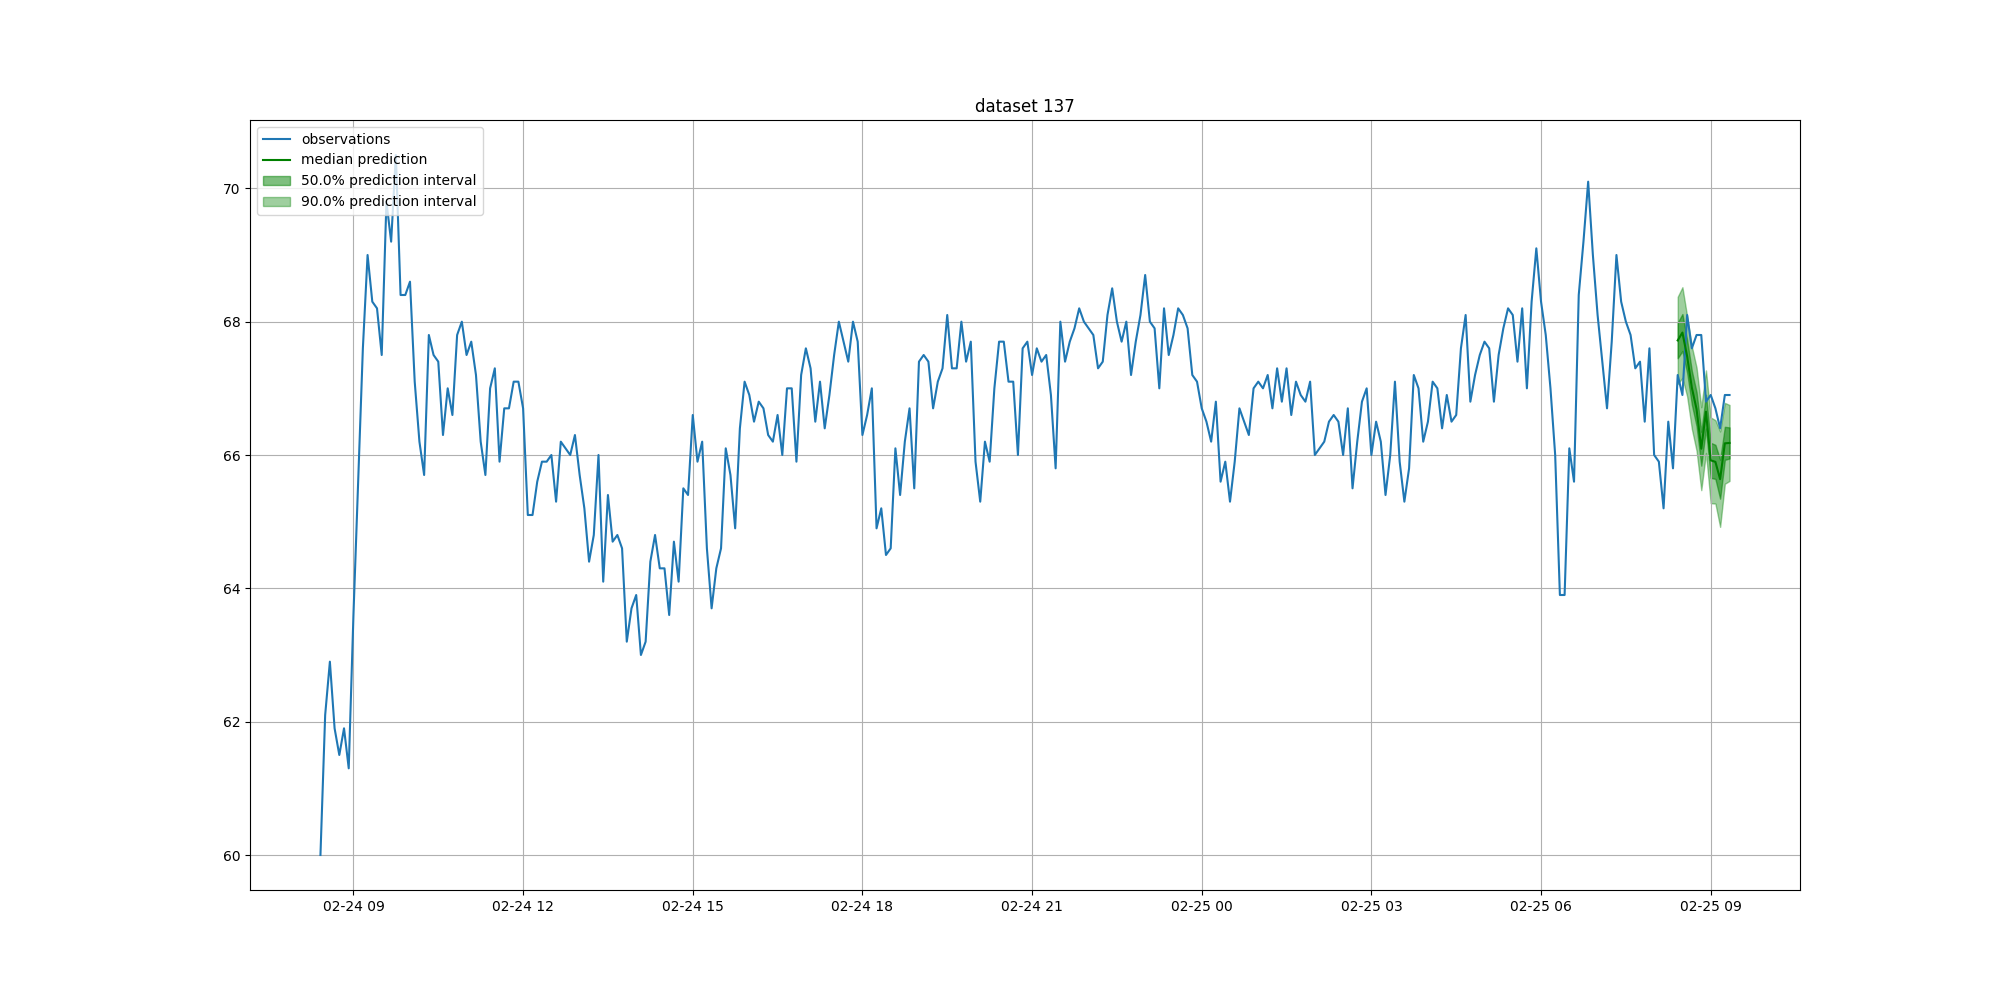 dataset 137
observations
median prediction
50.0% prediction interval
90.0% prediction interval
70
68
66
64
62
60
02-24 09 02-24 12 02-24 15 02-24 18 02-24 21 02-25 00 02-25 03 02-25 06 02-25 09